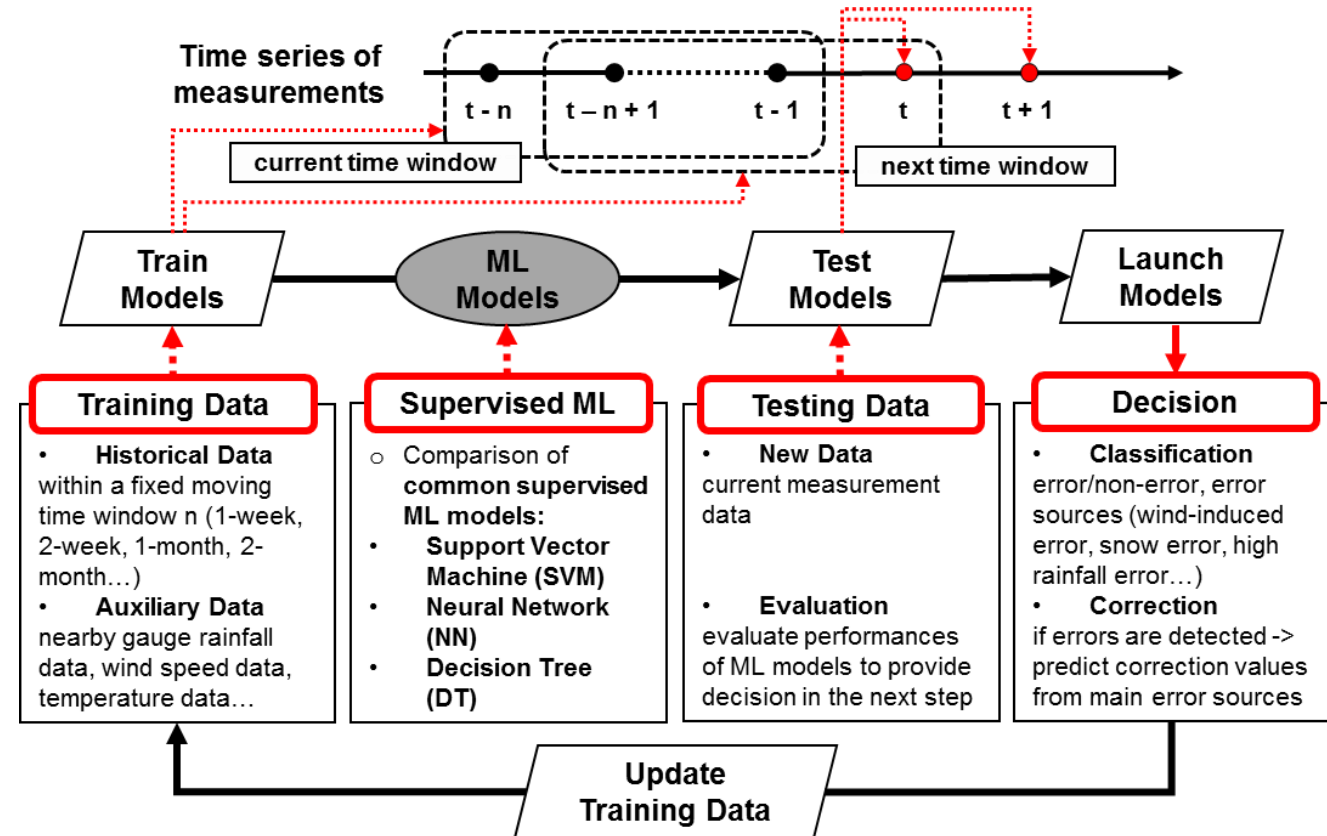 Time series of
measurements
t - n
t – n + 1
t - 1
t
t + 1
current time window
next time window
Train
Models
ML
Models
Test
Models
Launch
Models
Training Data
• Historical Data
within a fixed moving
time window n (1-week,
2-week, 1-month, 2-
month…)
• Auxiliary Data
nearby gauge rainfall
data, wind speed data,
temperature data…
Supervised ML
o Comparison of
common supervised
ML models:
• Support Vector
Machine (SVM)
• Neural Network
(NN)
• Decision Tree
(DT)
Testing Data
• New Data
current measurement
data
• Evaluation
evaluate performances
of ML models to provide
decision in the next step
Decision
• Classification
error/non-error, error
sources (wind-induced
error, snow error, high
rainfall error…)
• Correction
if errors are detected ->
predict correction values
from main error sources
Update
Training Data